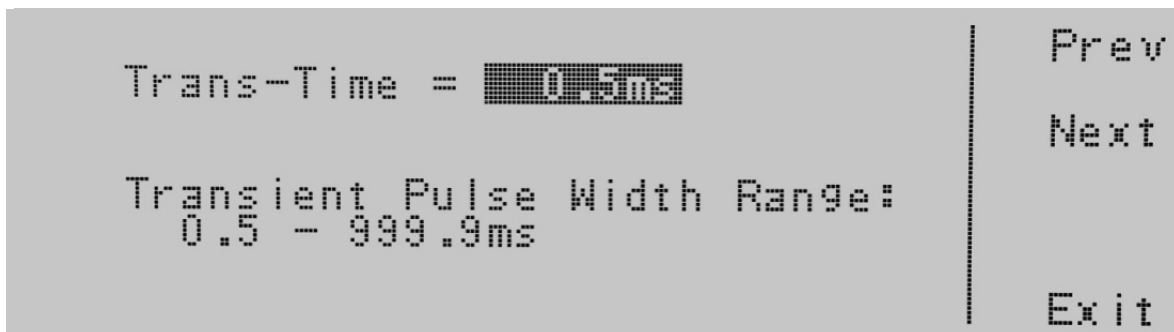 Trans-Time = 0.5ms
Transient Pulse Width Range:
0.5 - 999.9ms
Prev
Next
Exit